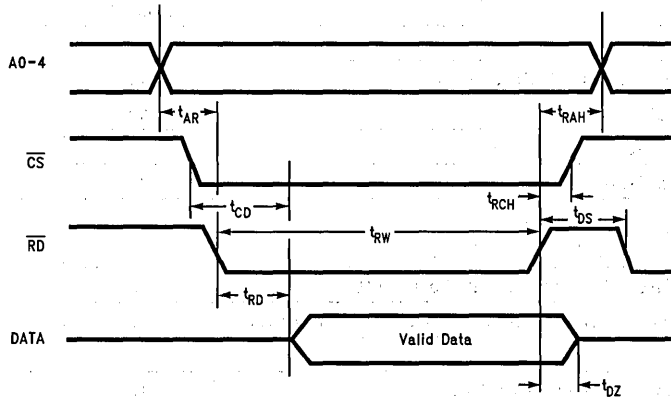 A0-4
tAR
tRAH
CS
tCD
tRCH
tDS
RD
tRW
tRD
DATA
Valid Data
tDZ